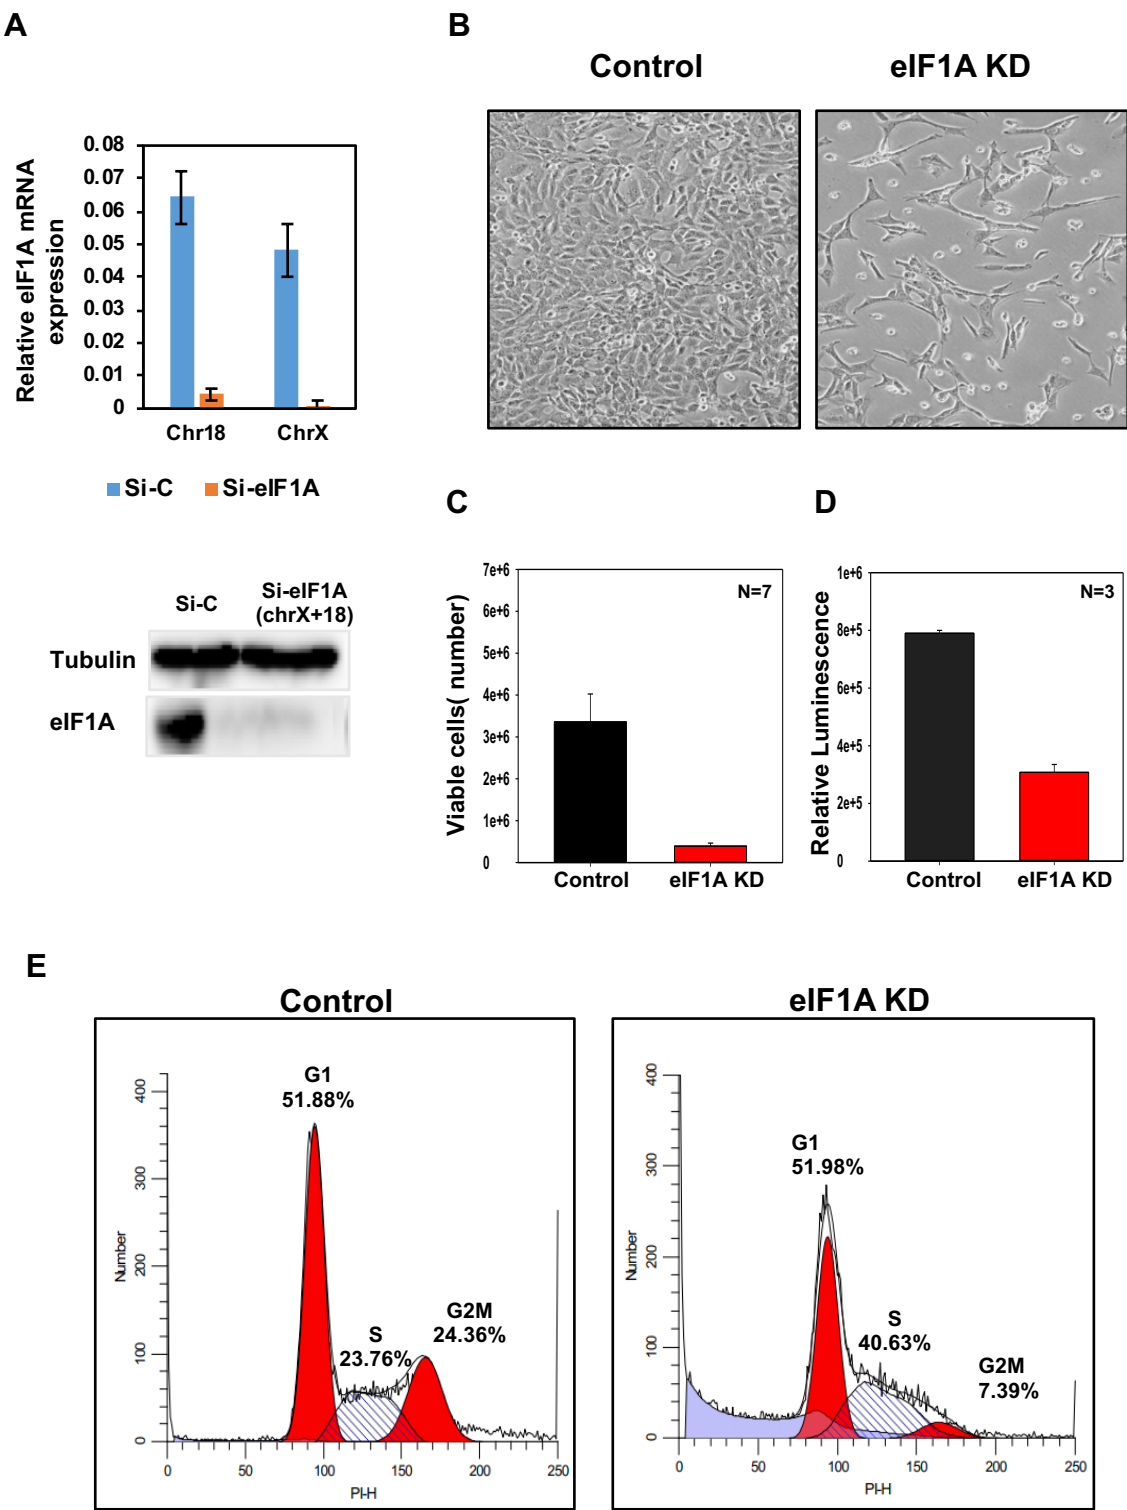 A
Relative eIF1A mRNA
expression
0.08
0.07
0.06
0.05
0.04
0.03
0.02
0.01
0
Chr18 ChrX
Si-C Si-eIF1A
Si-C
Si-eIF1A
(chrX+18)
Tubulin
eIF1A
B
Control eIF1A KD
C
Viable cells( number)
7e+6
6e+6
5e+6
4e+6
3e+6
2e+6
1e+6
0
N=7
Control eIF1A KD
D
Relative Luminescence
1e+6
8e+5
6e+5
4e+5
2e+5
0
N=3
Control eIF1A KD
E
Control
Number
400
300
200
100
0
G1
51.88%
S
23.76%
G2M
24.36%
0 50 100 150 200 250
PI-H
eIF1A KD
Number
400
300
200
100
0
G1
51.98%
S
40.63%
G2M
7.39%
0 50 100 150 200 250
PI-H